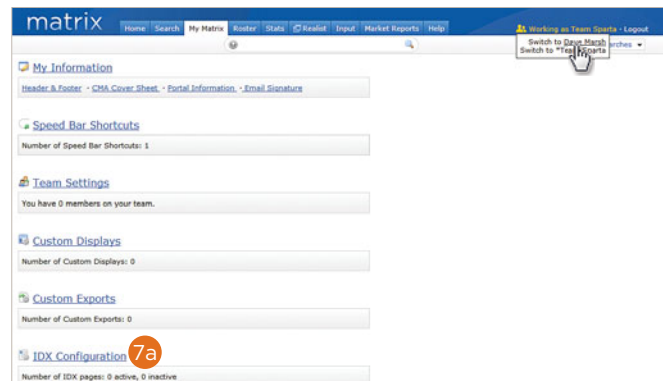 matrix
Home Search My Matrix Roster Stats Realist Input Market Reports Help
Working as Team Sparta - Logout
Switch to Dave Marsh
Switch to "Team Sparta
arches
My Information
Header & Footer - CMA Cover Sheet - Portal Information - Email Signature
Speed Bar Shortcuts
Number of Speed Bar Shortcuts: 1
Team Settings
You have 0 members on your team.
Custom Displays
Number of Custom Displays: 0
Custom Exports
Number of Custom Exports: 0
IDX Configuration 7a
Number of IDX pages: 0 active, 0 inactive